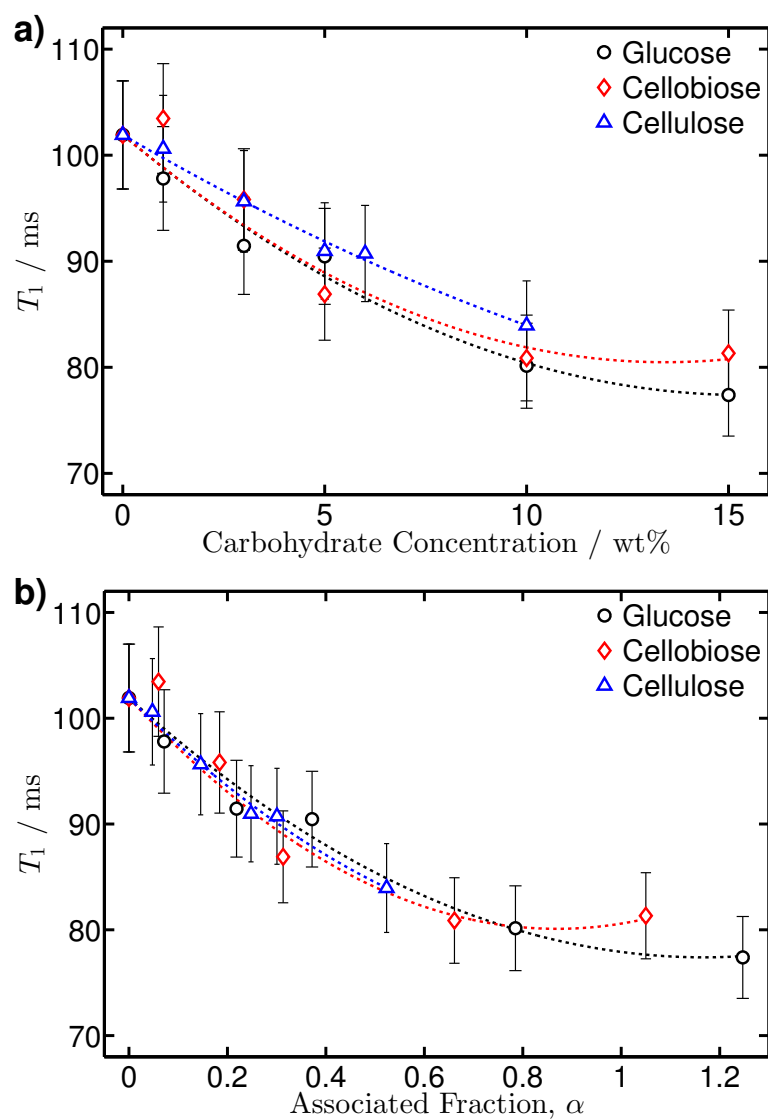 a)
110
100
90
80
70
T1 / ms
Glucose
Cellobiose
Cellulose
0 5 10 15
Carbohydrate Concentration / wt%
b)
110
100
90
80
70
T1 / ms
Glucose
Cellobiose
Cellulose
0 0.2 0.4 0.6 0.8 1 1.2
Associated Fraction, α